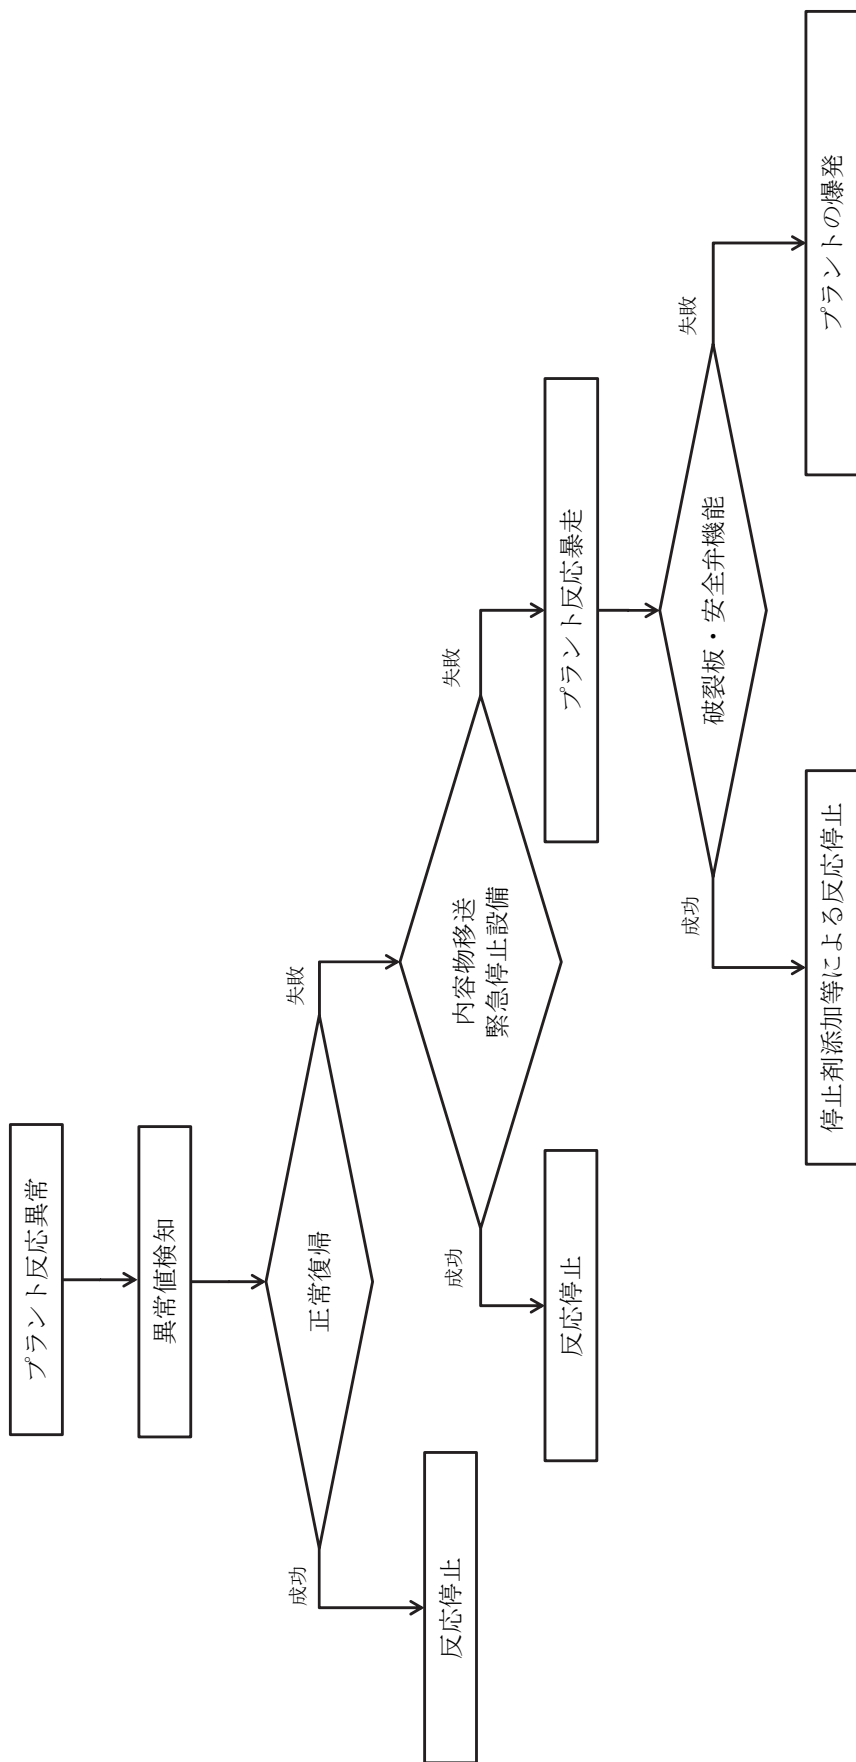 プラント反応異常
異常値検知
正常復帰
成功
失敗
反応停止
内容物移送
緊急停止設備
成功
失敗
反応停止
プラント反応暴走
破裂板・安全弁機能
成功
失敗
停止剤添加等による反応停止
プラントの爆発